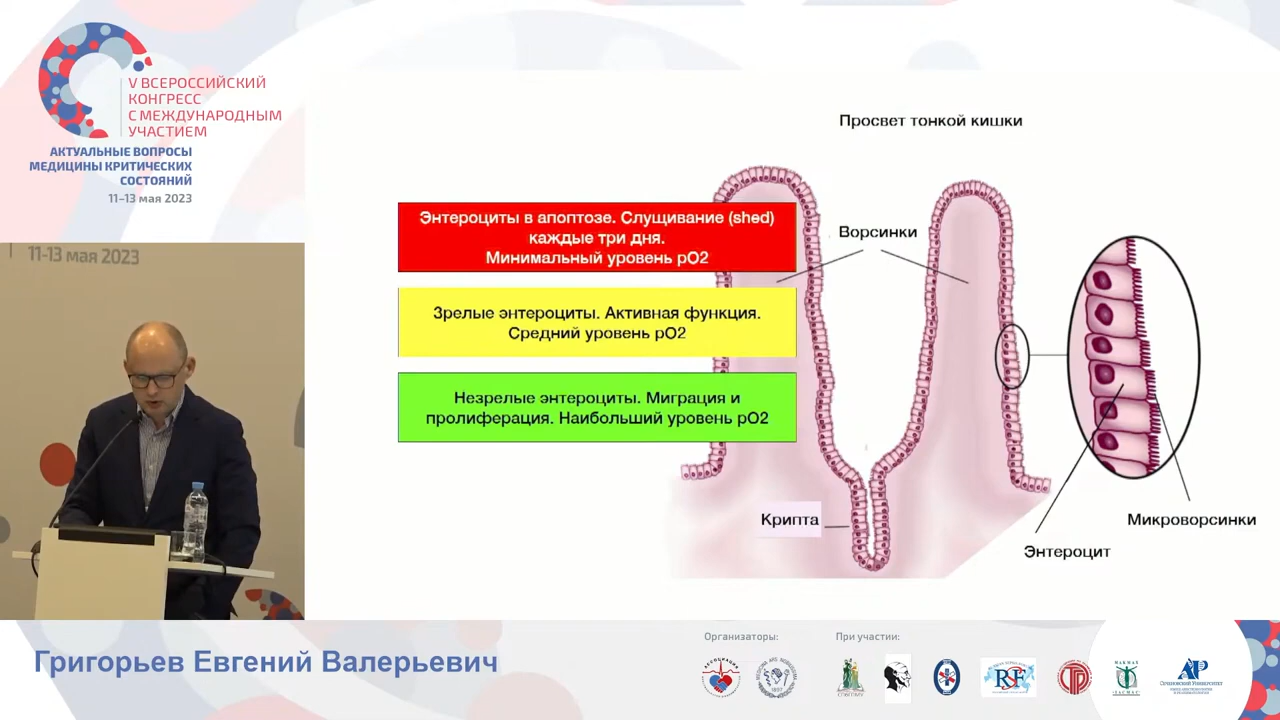 V ВСЕРОССИЙСКИЙ
КОНГРЕСС
С МЕЖДУНАРОДНЫМ
УЧАСТИЕМ
АКТУАЛЬНЫЕ ВОПРОСЫ
МЕДИЦИНЫ КРИТИЧЕСКИХ
СОСТОЯНИЙ
11–13 мая 2023
11-13 мая 2023
Просвет тонкой кишки
Энтероциты в апоптозе. Слущивание (shed)
каждые три дня.
Минимальный уровень pO2
Ворсинки
Зрелые энтероциты. Активная функция.
Средний уровень pO2
Незрелые энтероциты. Миграция и
пролиферация. Наибольший уровень pO2
Крипта
Микроворсинки
Энтероцит
Григорьев Евгений Валерьевич
Организаторы:
При участии:
АССОЦИАЦИЯ
RSF